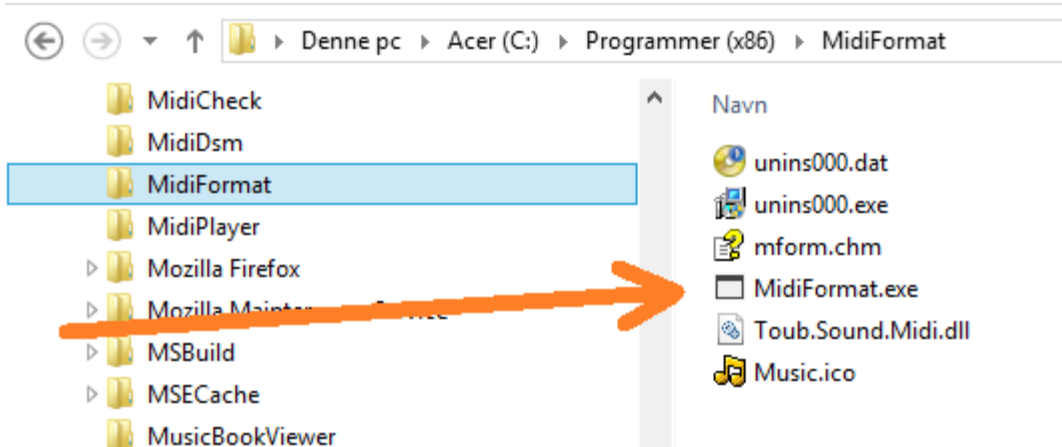 Denne pc Acer (C:) Programmer (x86) MidiFormat
MidiCheck
MidiDsm
MidiFormat
MidiPlayer
Mozilla Firefox
Mozilla
MSBuild
MSECache
MusicBookViewer
Navn
unins000.dat
unins000.exe
mform.chm
MidiFormat.exe
Toub.Sound.Midi.dll
Music.ico